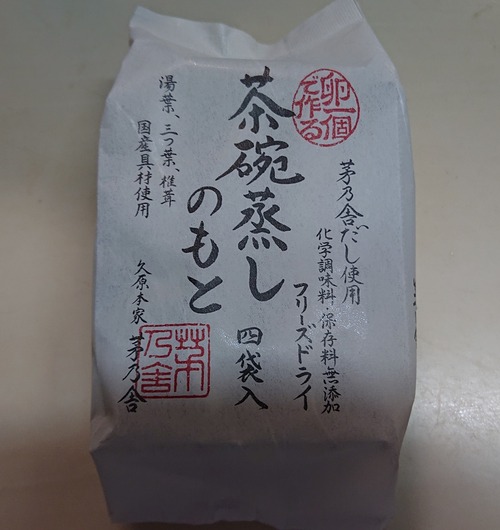 卵一個
で作る
茅乃舎だし使用
化学調味料・保存料無添加
フリーズドライ
茶碗蒸し
のもと
四袋入
湯葉、三つ葉、椎茸
国産具材使用
久原本家
茅乃舎
茅
乃舎